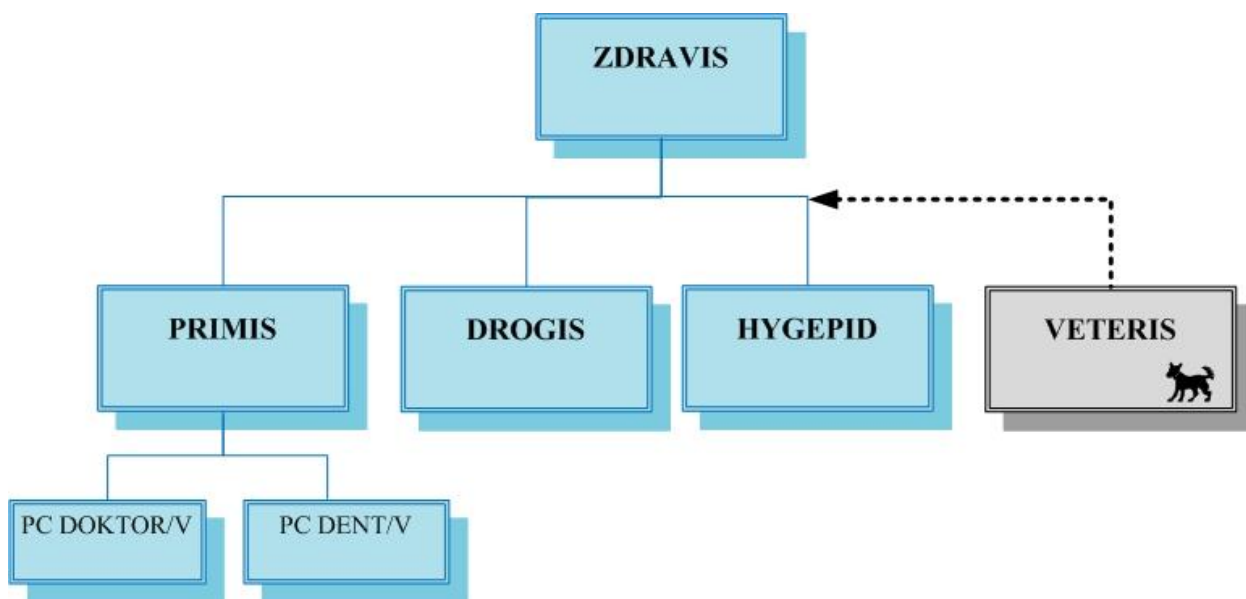 ZDRAVIS
PRIMIS
DROGIS
HYGEPID
VETERIS
PC DOKTOR/V
PC DENT/V